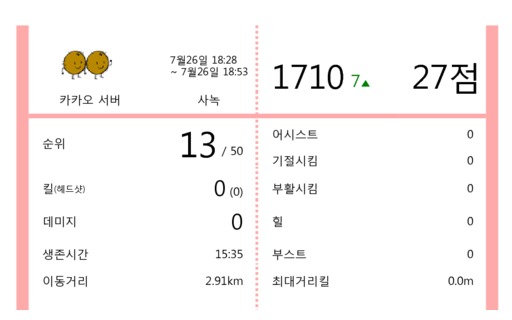 7월26일 18:28
~ 7월26일 18:53
카카오 서버
사녹
1710 7▲
27점
순위 13 / 50
킬(헤드샷) 0 (0)
데미지 0
생존시간 15:35
이동거리 2.91km
어시스트 0
기절시킴 0
부활시킴 0
힐 0
부스트 0
최대거리킬 0.0m